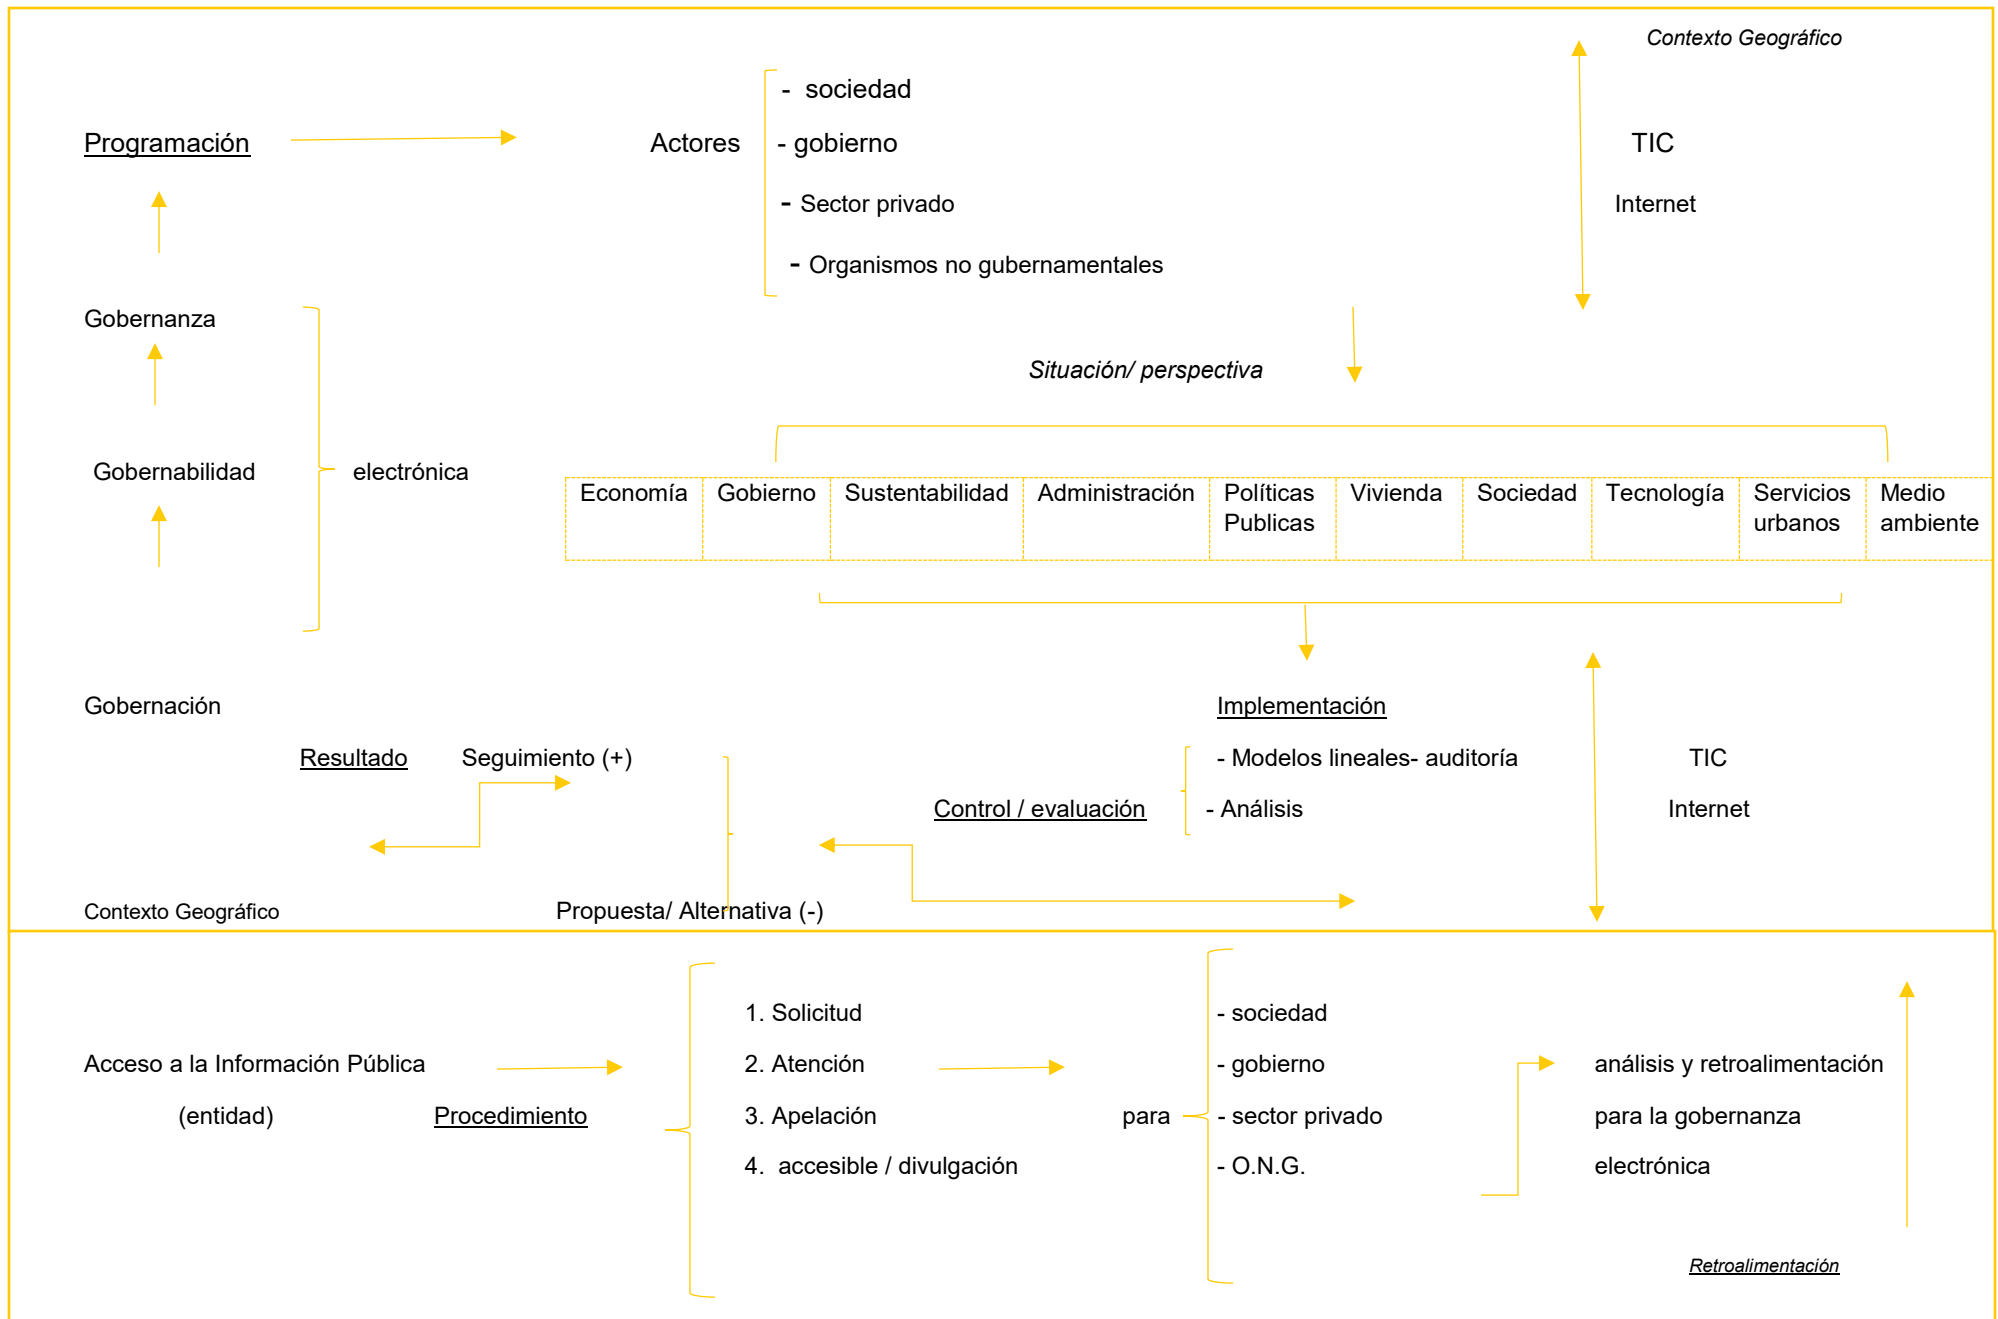 Contexto Geográfico
- sociedad
Programación
Actores
- gobierno
TIC
- Sector privado
Internet
- Organismos no gubernamentales
Gobernanza
Situación/ perspectiva
Gobernabilidad
electrónica
Economía
Gobierno
Sustentabilidad
Administración
Políticas
Publicas
Vivienda
Sociedad
Tecnología
Servicios
urbanos
Medio
ambiente
Gobernación
Implementación
Resultado
Seguimiento (+)
- Modelos lineales- auditoría
TIC
Control / evaluación
- Análisis
Internet
Contexto Geográfico
Propuesta/ Alternativa (-)
1. Solicitud
- sociedad
Acceso a la Información Pública
2. Atención
- gobierno
análisis y retroalimentación
(entidad)
Procedimiento
3. Apelación
para
- sector privado
para la gobernanza
4. accesible / divulgación
- O.N.G.
electrónica
Retroalimentación